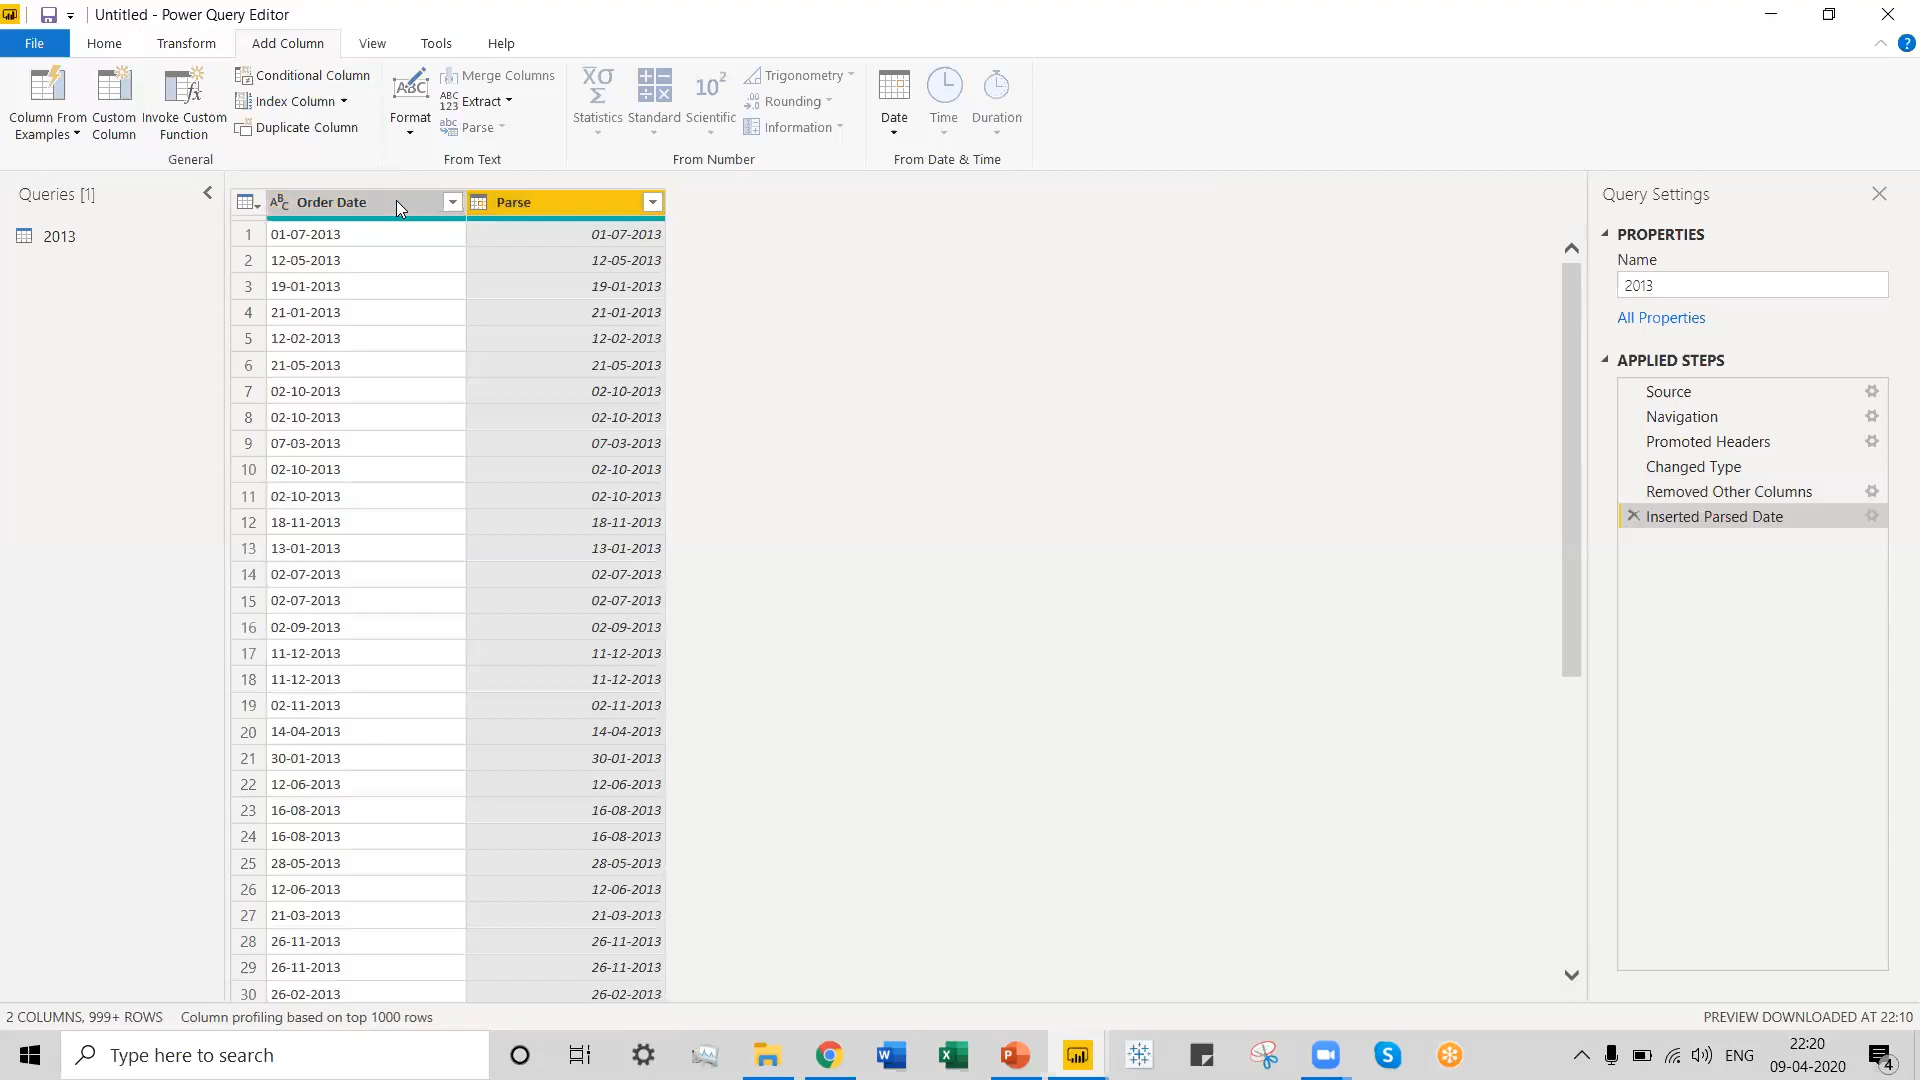 Untitled - Power Query Editor
File Home Transform Add Column View Tools Help
Column From Examples
Custom Column
Invoke Custom Function
Conditional Column
Index Column
Duplicate Column
General
ABC
Format
Merge Columns
ABC 123 Extract
abc Parse
From Text
XO Σ
Statistics
Standard
10² Scientific
Trigonometry
.00 Rounding
Information
From Number
Date
Time
Duration
From Date & Time
Queries [1]
2013
ABC Order Date Parse
1 01-07-2013 01-07-2013
2 12-05-2013 12-05-2013
3 19-01-2013 19-01-2013
4 21-01-2013 21-01-2013
5 12-02-2013 12-02-2013
6 21-05-2013 21-05-2013
7 02-10-2013 02-10-2013
8 02-10-2013 02-10-2013
9 07-03-2013 07-03-2013
10 02-10-2013 02-10-2013
11 02-10-2013 02-10-2013
12 18-11-2013 18-11-2013
13 13-01-2013 13-01-2013
14 02-07-2013 02-07-2013
15 02-07-2013 02-07-2013
16 02-09-2013 02-09-2013
17 11-12-2013 11-12-2013
18 11-12-2013 11-12-2013
19 02-11-2013 02-11-2013
20 14-04-2013 14-04-2013
21 30-01-2013 30-01-2013
22 12-06-2013 12-06-2013
23 16-08-2013 16-08-2013
24 16-08-2013 16-08-2013
25 28-05-2013 28-05-2013
26 12-06-2013 12-06-2013
27 21-03-2013 21-03-2013
28 26-11-2013 26-11-2013
29 26-11-2013 26-11-2013
30 26-02-2013 26-02-2013
Query Settings
PROPERTIES
Name
2013
All Properties
APPLIED STEPS
Source
Navigation
Promoted Headers
Changed Type
Removed Other Columns
Inserted Parsed Date
2 COLUMNS, 999+ ROWS Column profiling based on top 1000 rows
PREVIEW DOWNLOADED AT 22:10
Type here to search
ENG
22:20
09-04-2020
4